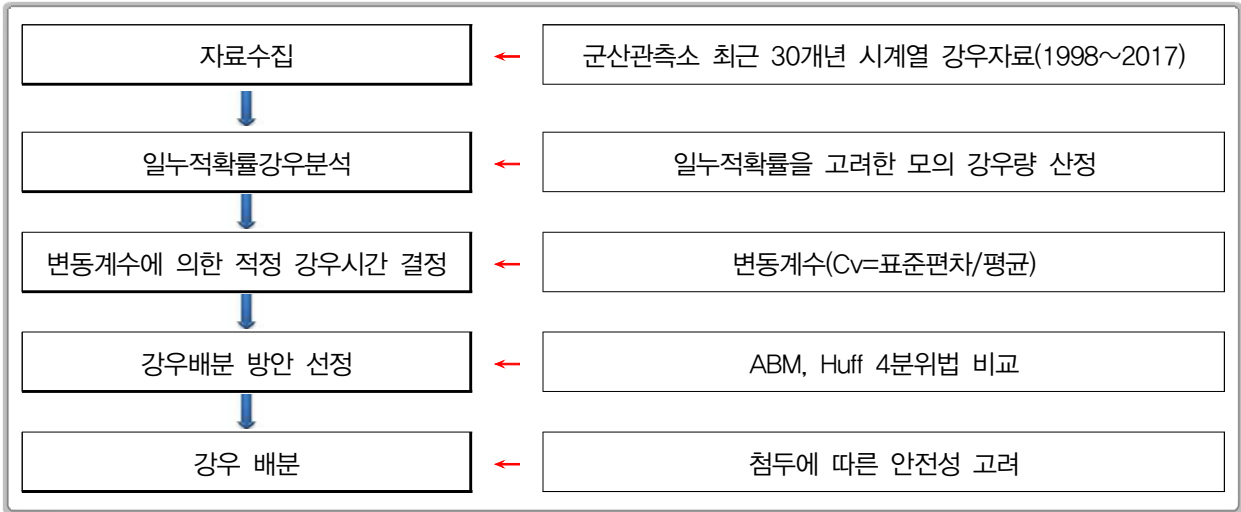 자료수집
군산관측소 최근 30개년 시계열 강우자료(1998～2017)
일누적확률강우분석
일누적확률을 고려한 모의 강우량 산정
변동계수에 의한 적정 강우시간 결정
변동계수(Cv=표준편차/평균)
강우배분 방안 선정
ABM, Huff 4분위법 비교
강우 배분
첨두에 따른 안전성 고려